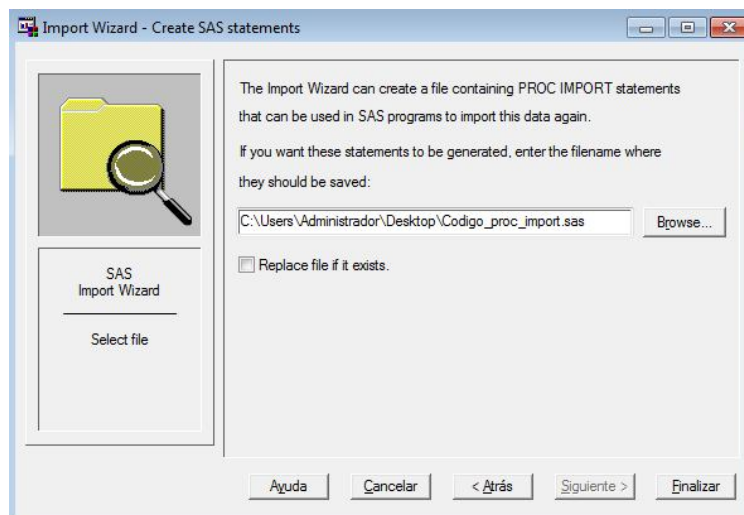 Import Wizard - Create SAS statements
The Import Wizard can create a file containing PROC IMPORT statements
that can be used in SAS programs to import this data again.
If you want these statements to be generated, enter the filename where
they should be saved:
C:\Users\Administrador\Desktop\Codigo_proc_import.sas
Browse...
Replace file if it exists.
SAS
Import Wizard
Select file
Ayuda
Cancelar
< Atrás
Siguiente >
Finalizar